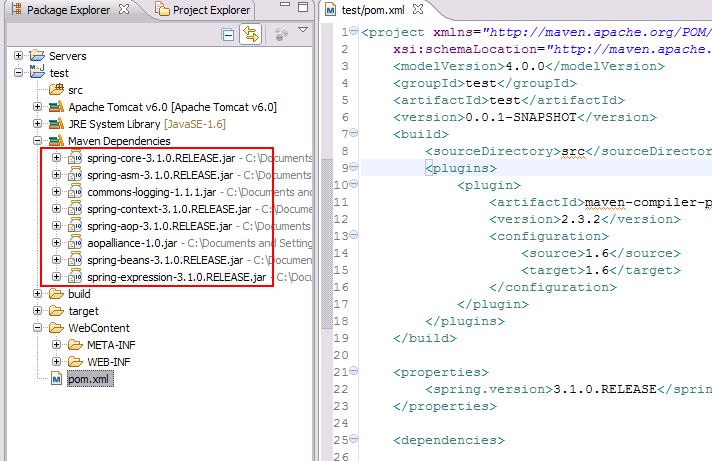 Package Explorer
Project Explorer
Servers
test
src
Apache Tomcat v6.0 [Apache Tomcat v6.0]
JRE System Library [JavaSE-1.6]
Maven Dependencies
spring-core-3.1.0.RELEASE.jar - C:\Documents
spring-asm-3.1.0.RELEASE.jar - C:\Documents
commons-logging-1.1.1.jar - C:\Documents and
spring-context-3.1.0.RELEASE.jar - C:\Docum
spring-aop-3.1.0.RELEASE.jar - C:\Documents
aopalliance-1.0.jar - C:\Documents and Setting
spring-beans-3.1.0.RELEASE.jar - C:\Documen
spring-expression-3.1.0.RELEASE.jar - C:\Doc
build
target
WebContent
META-INF
WEB-INF
pom.xml
test/pom.xml
1 <project xmlns="http://maven.apache.org/POM/
2 xsi:schemaLocation="http://maven.apache.
3 <modelVersion>4.0.0</modelVersion>
4 <groupId>test</groupId>
5 <artifactId>test</artifactId>
6 <version>0.0.1-SNAPSHOT</version>
7 <build>
8 <sourceDirectory>src</sourceDirector
9 <plugins>
10 <plugin>
11 <artifactId>maven-compiler-p
12 <version>2.3.2</version>
13 <configuration>
14 <source>1.6</source>
15 <target>1.6</target>
16 </configuration>
17 </plugin>
18 </plugins>
19 </build>
20
21 <properties>
22 <spring.version>3.1.0.RELEASE</sprin
23 </properties>
24
25 <dependencies>
26